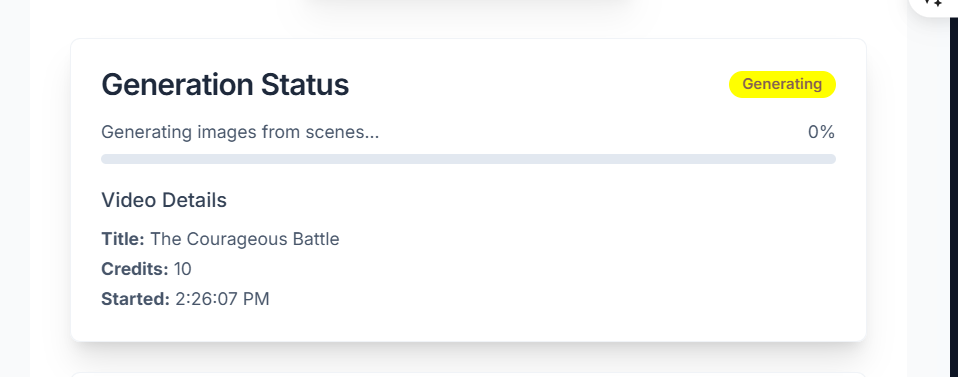 Generation Status
Generating
Generating images from scenes...
0%
Video Details
Title: The Courageous Battle
Credits: 10
Started: 2:26:07 PM